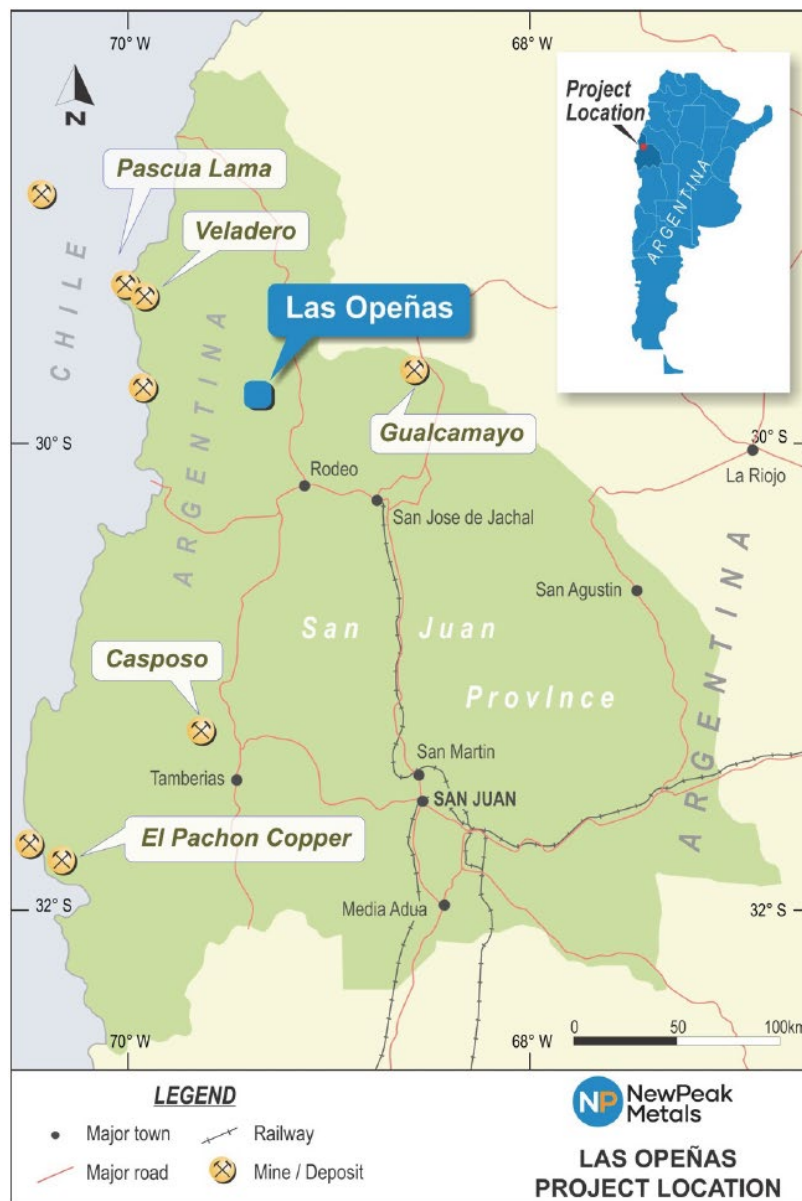 70° W
68° W
N
Project
Location
ARGENTINA
Pascua Lama
Veladero
CHILE
Las Opeñas
ARGENTINA
Gualcamayo
30° S
30° S
Rodeo
La Riojo
San Jose de Jachal
San Agustin
San Juan
Province
ARGENTINA
Casposo
San Martin
Tamberias
SAN JUAN
El Pachon Copper
Media Adua
32° S
32° S
0 50 100km
70° W
68° W
LEGEND
Major town
Railway
Major road
Mine / Deposit
NP NewPeak
Metals
LAS OPEÑAS
PROJECT LOCATION